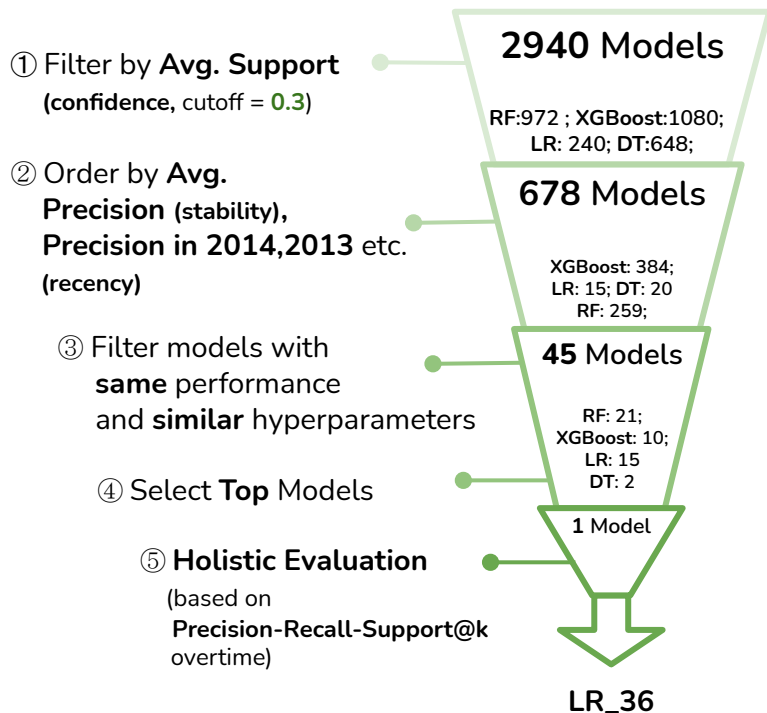 ① Filter by Avg. Support
(confidence, cutoff = 0.3)
② Order by Avg.
Precision (stability),
Precision in 2014,2013 etc.
(recency)
③ Filter models with
same performance
and similar hyperparameters
④ Select Top Models
⑤ Holistic Evaluation
(based on
Precision-Recall-Support@k
overtime)
2940 Models
RF:972 ; XGBoost:1080;
LR: 240; DT:648;
678 Models
XGBoost: 384;
LR: 15; DT: 20
RF: 259;
45 Models
RF: 21;
XGBoost: 10;
LR: 15
DT: 2
1 Model
LR_36